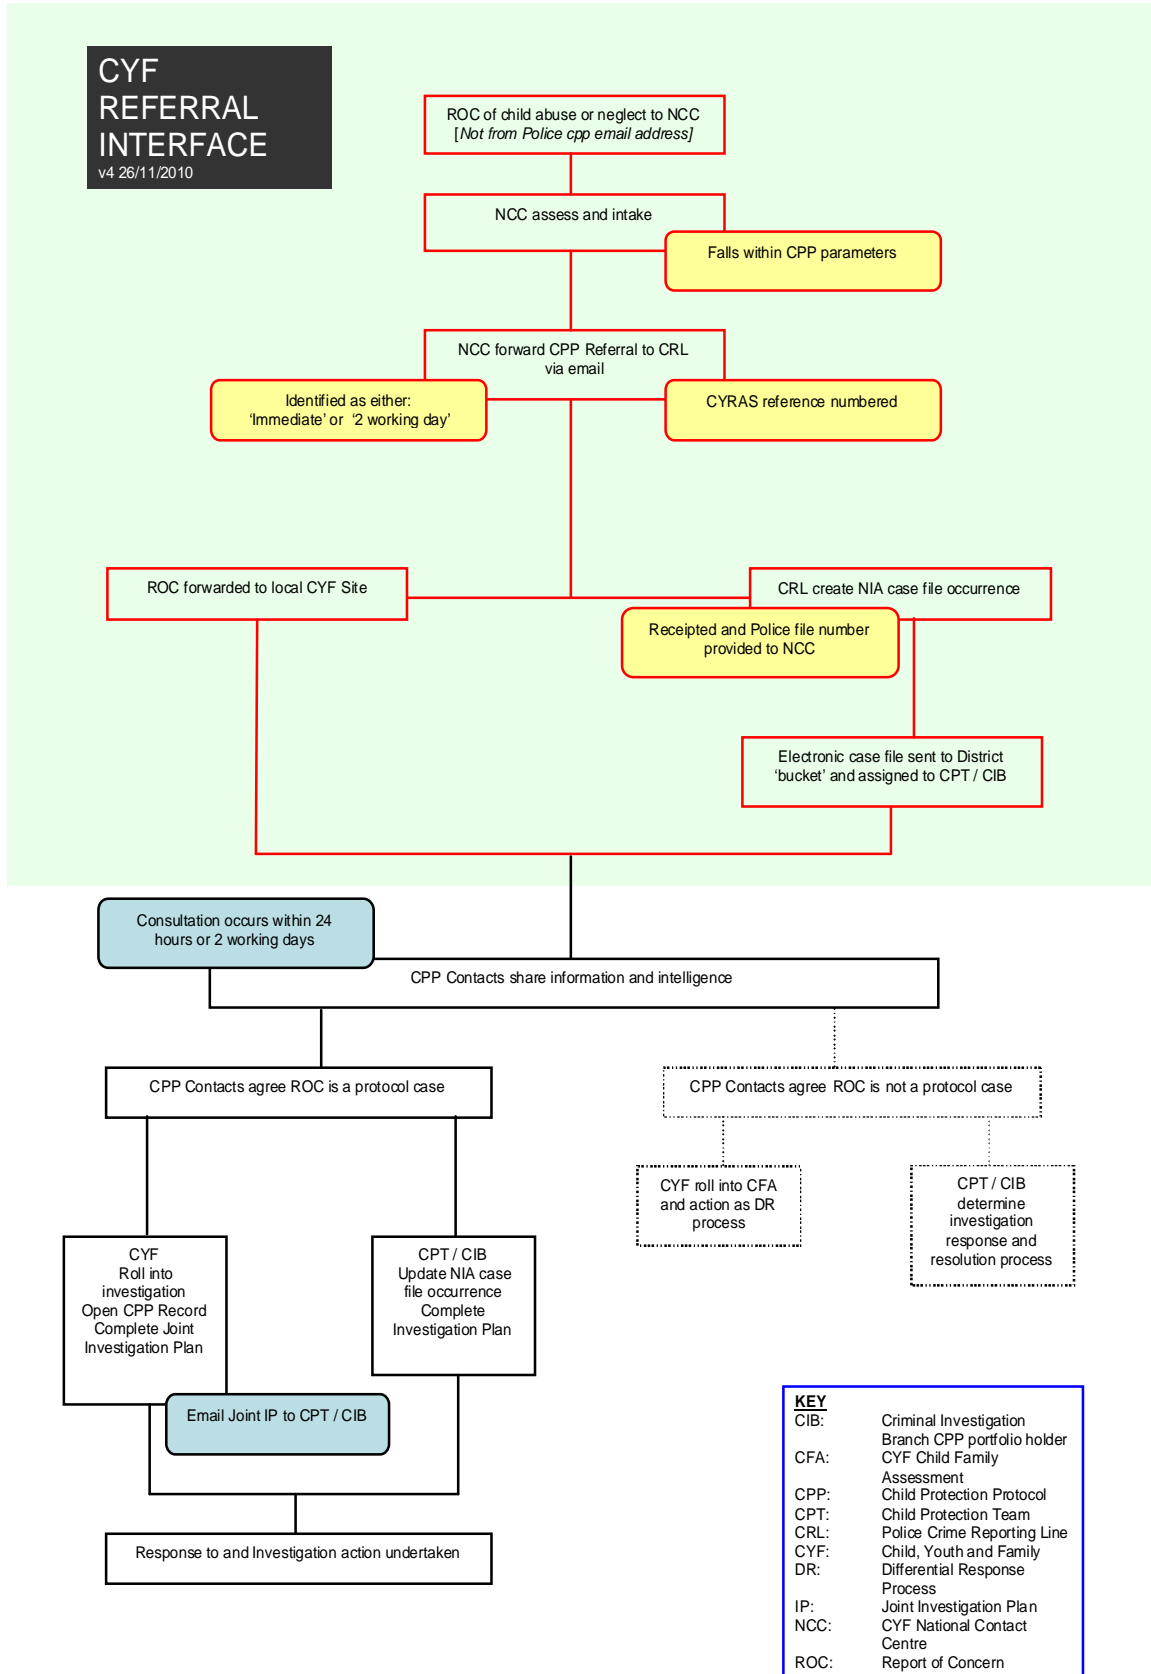 CYF
REFERRAL
INTERFACE
v4 26/11/2010
ROC of child abuse or neglect to NCC
[Not from Police cpp email address]
NCC assess and intake
Falls within CPP parameters
NCC forward CPP Referral to CRL
via email
Identified as either:
'Immediate' or '2 working day'
CYRAS reference numbered
ROC forwarded to local CYF Site
CRL create NIA case file occurrence
Receipted and Police file number
provided to NCC
Electronic case file sent to District
'bucket' and assigned to CPT / CIB
Consultation occurs within 24
hours or 2 working days
CPP Contacts share information and intelligence
CPP Contacts agree ROC is a protocol case
CPP Contacts agree ROC is not a protocol case
CYF roll into CFA
and action as DR
process
CPT / CIB
determine
investigation
response and
resolution process
CYF
Roll into
investigation
Open CPP Record
Complete Joint
Investigation Plan
CPT / CIB
Update NIA case
file occurrence
Complete
Investigation Plan
Email Joint IP to CPT / CIB
Response to and Investigation action undertaken
KEY
CIB: Criminal Investigation
Branch CPP portfolio holder
CFA: CYF Child Family
Assessment
CPP: Child Protection Protocol
CPT: Child Protection Team
CRL: Police Crime Reporting Line
CYF: Child, Youth and Family
DR: Differential Response
Process
IP: Joint Investigation Plan
NCC: CYF National Contact
Centre
ROC: Report of Concern